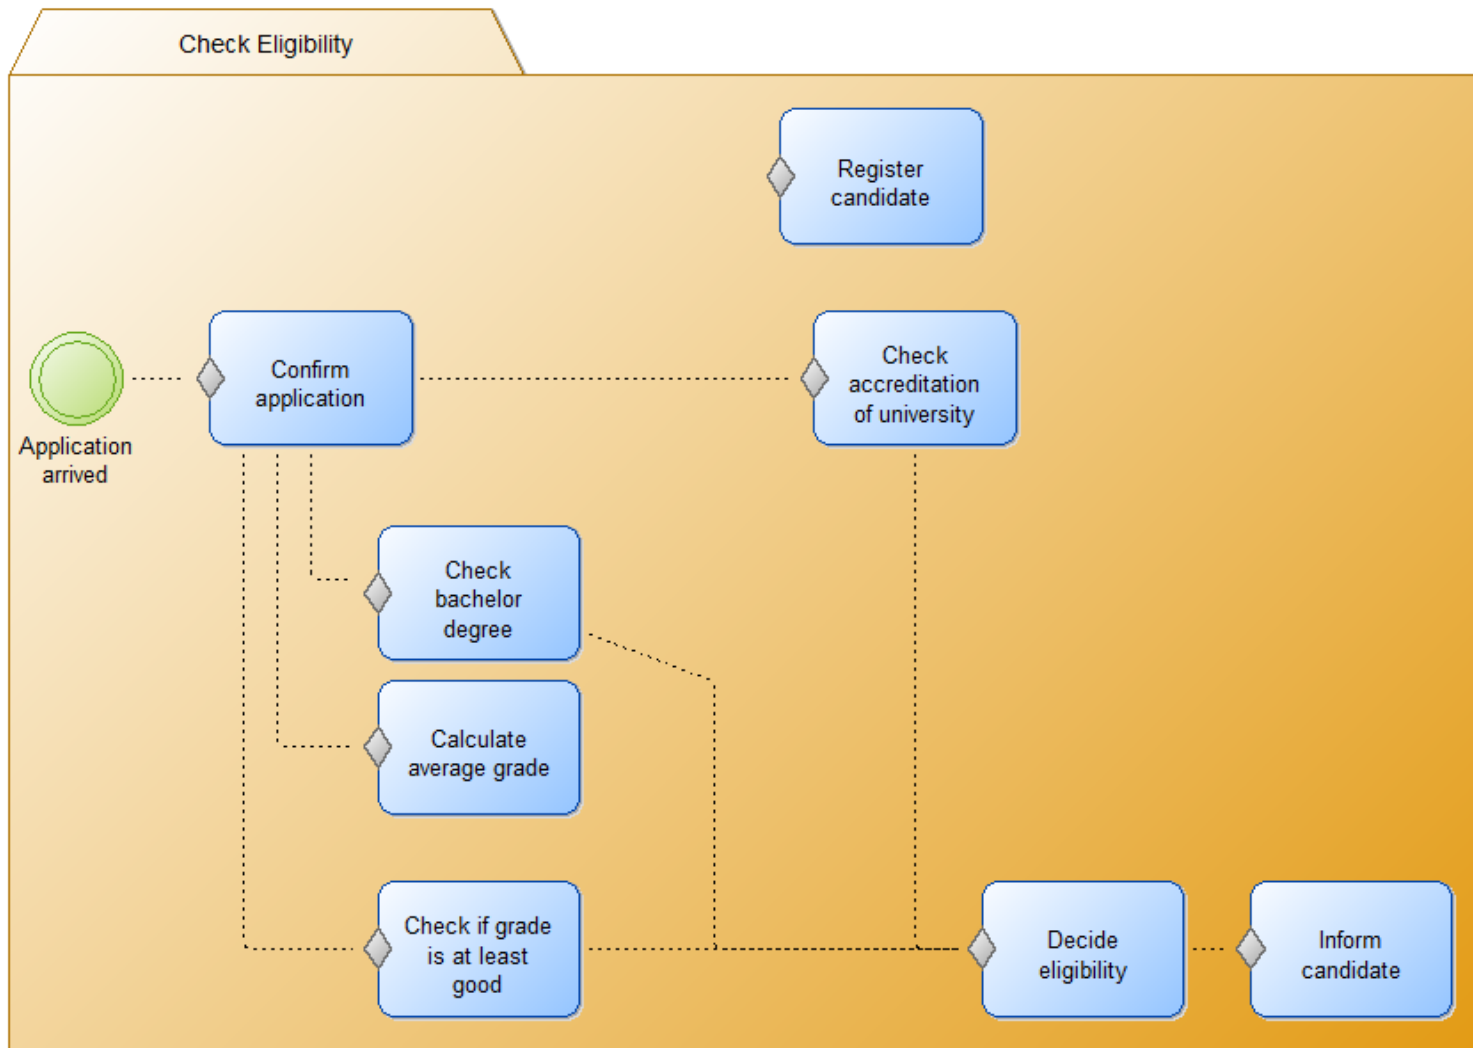 Check Eligibility
Register
candidate
Application
arrived
Confirm
application
Check
accreditation
of university
Check
bachelor
degree
Calculate
average grade
Check if grade
is at least
good
Decide
eligibility
Inform
candidate